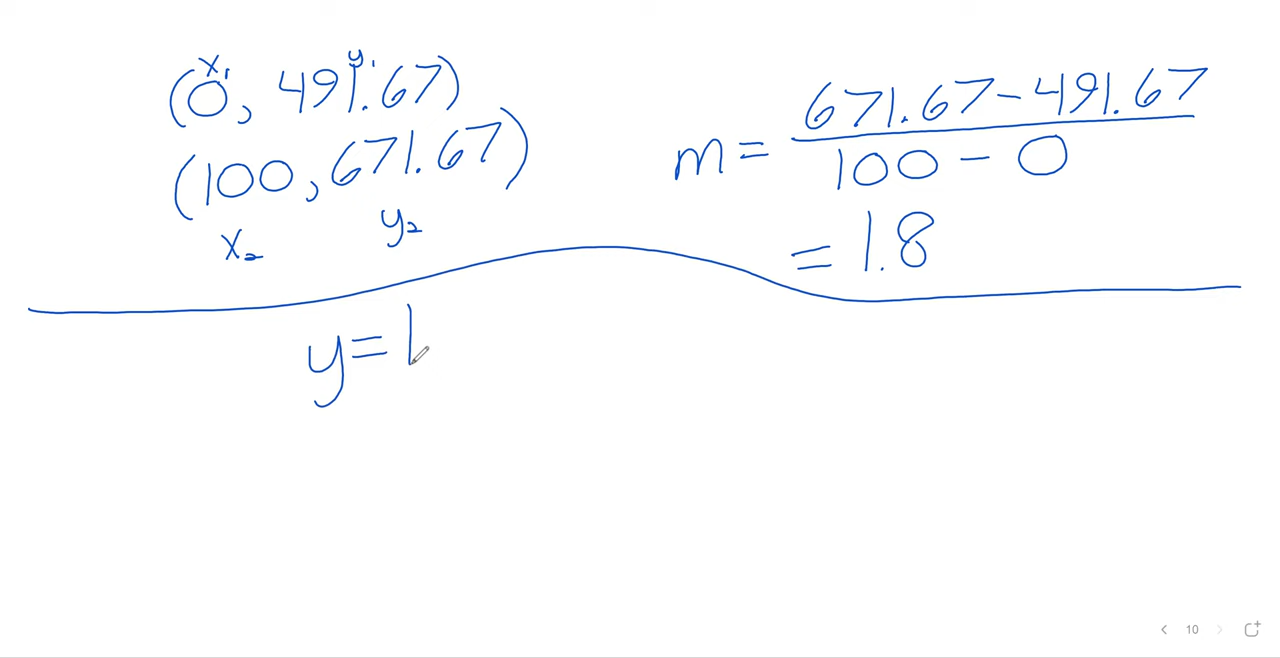 x₁ y₁
(0, 491.67)
(100, 671.67)
x₂ y₂
m = 671.67 - 491.67
100 - 0
= 1.8
y = 1
10